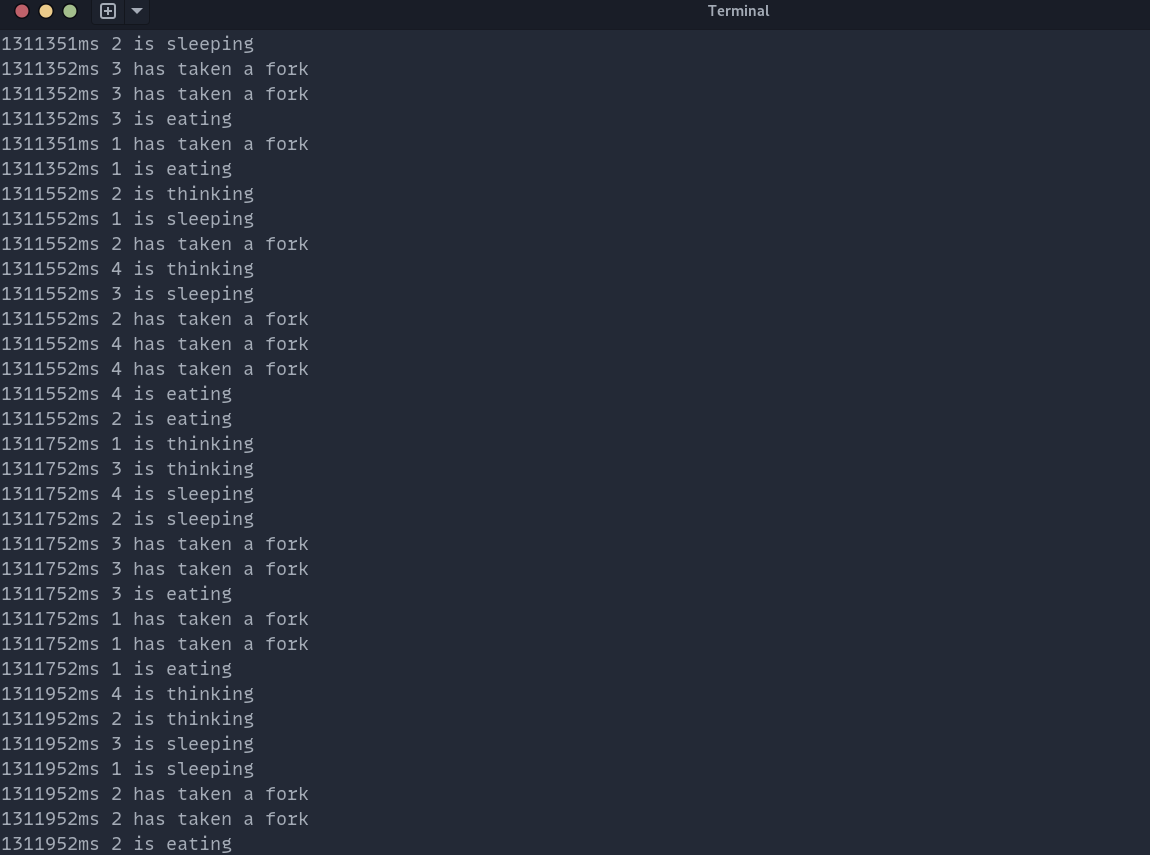 Terminal
1311351ms 2 is sleeping
1311352ms 3 has taken a fork
1311352ms 3 has taken a fork
1311352ms 3 is eating
1311351ms 1 has taken a fork
1311352ms 1 is eating
1311552ms 2 is thinking
1311552ms 1 is sleeping
1311552ms 2 has taken a fork
1311552ms 4 is thinking
1311552ms 3 is sleeping
1311552ms 2 has taken a fork
1311552ms 4 has taken a fork
1311552ms 4 has taken a fork
1311552ms 4 is eating
1311552ms 2 is eating
1311752ms 1 is thinking
1311752ms 3 is thinking
1311752ms 4 is sleeping
1311752ms 2 is sleeping
1311752ms 3 has taken a fork
1311752ms 3 has taken a fork
1311752ms 3 is eating
1311752ms 1 has taken a fork
1311752ms 1 has taken a fork
1311752ms 1 is eating
1311952ms 4 is thinking
1311952ms 2 is thinking
1311952ms 3 is sleeping
1311952ms 1 is sleeping
1311952ms 2 has taken a fork
1311952ms 2 has taken a fork
1311952ms 2 is eating